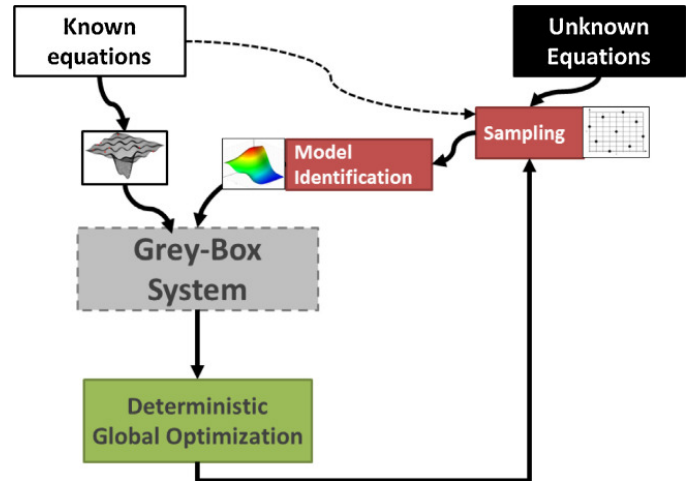 Known
equations
Unknown
Equations
Sampling
Model
Identification
Grey-Box
System
Deterministic
Global Optimization